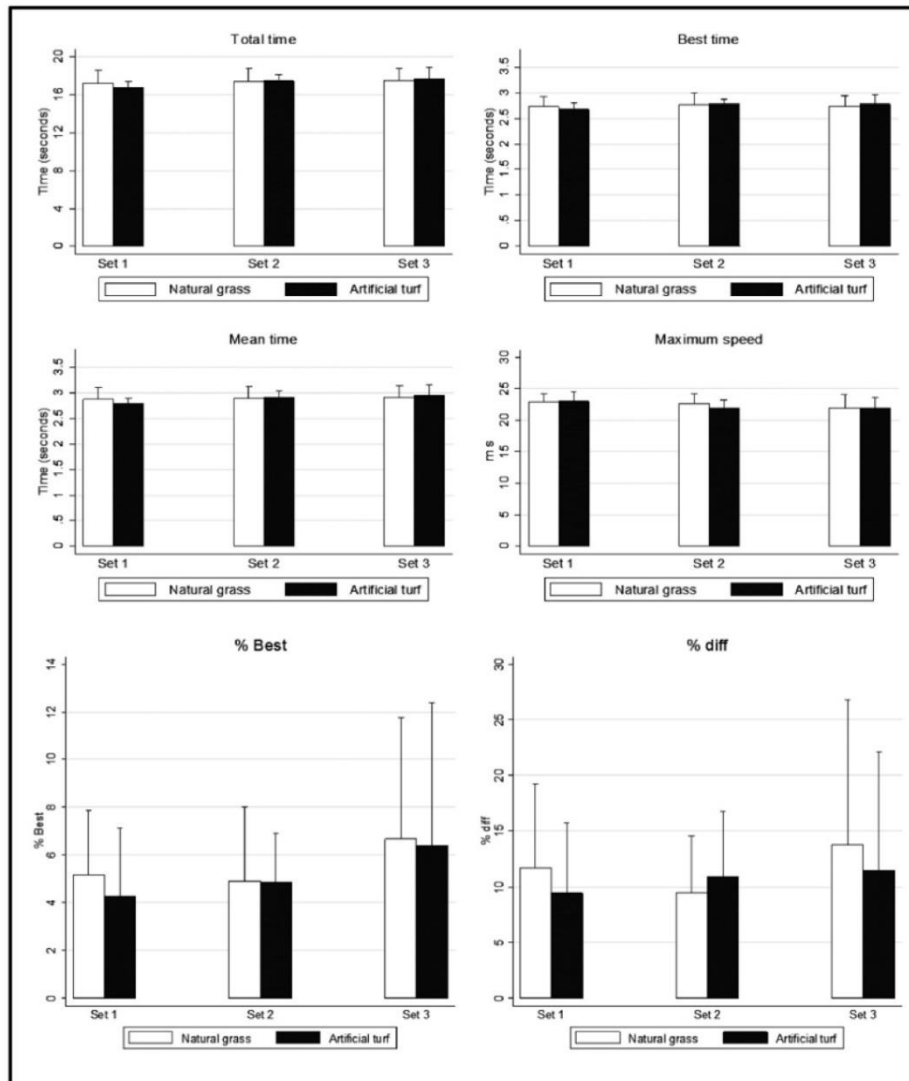 Total time
Time (seconds)
20
16
12
8
4
0
Set 1 Set 2 Set 3
Natural grass Artificial turf
Best time
Time (seconds)
3.5
3
2.5
2
1.5
1
.5
0
Set 1 Set 2 Set 3
Natural grass Artificial turf
Mean time
Time (seconds)
3.5
3
2.5
2
1.5
1
.5
0
Set 1 Set 2 Set 3
Natural grass Artificial turf
Maximum speed
ms
30
25
20
15
10
5
0
Set 1 Set 2 Set 3
Natural grass Artificial turf
% Best
% Best
14
12
10
8
6
4
2
0
Set 1 Set 2 Set 3
Natural grass Artificial turf
% diff
% diff
30
25
20
15
10
5
0
Set 1 Set 2 Set 3
Natural grass Artificial turf